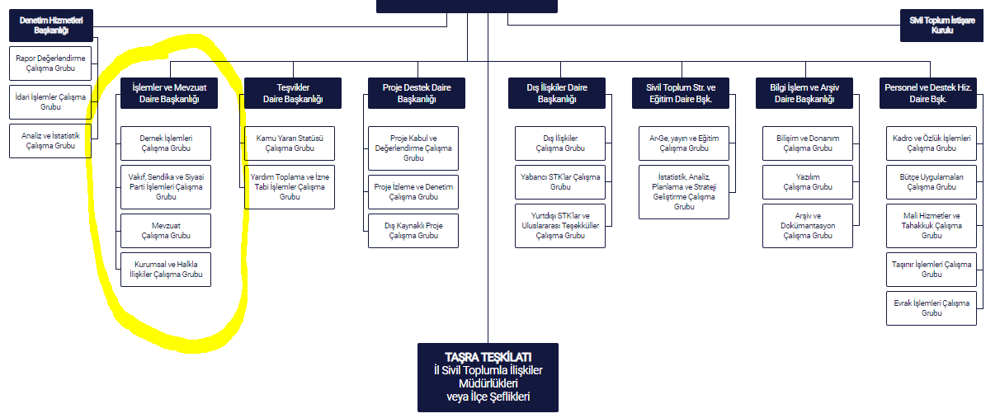 Denetim Hizmetleri
Başkanlığı
Sivil Toplum İstişare
Kurulu
Rapor Değerlendirme
Çalışma Grubu
İdari İşlemler Çalışma
Grubu
Analiz ve İstatistik
Çalışma Grubu
İşlemler ve Mevzuat
Daire Başkanlığı
Dernek İşlemleri
Çalışma Grubu
Vakıf, Sendika ve Siyasi
Parti İşlemleri Çalışma
Grubu
Mevzuat
Çalışma Grubu
Kurumsal ve Halkla
İlişkiler Çalışma Grubu
Teşvikler
Daire Başkanlığı
Kamu Yararı Statüsü
Çalışma Grubu
Yardım Toplama ve İzne
Tabi İşlemler Çalışma
Grubu
Proje Destek Daire
Başkanlığı
Proje Kabul ve
Değerlendirme Çalışma
Grubu
Proje İzleme ve Denetim
Çalışma Grubu
Dış Kaynaklı Proje
Çalışma Grubu
Dış İlişkiler Daire
Başkanlığı
Dış İlişkiler
Çalışma Grubu
Yabancı STK'lar Çalışma
Grubu
Yurtdışı STK'lar ve
Uluslararası Teşekküller
Çalışma Grubu
Sivil Toplum Str. ve
Eğitim Daire Bşk.
Ar-Ge, yayın ve Eğitim
Çalışma Grubu
İstatistik, Analiz,
Planlama ve Strateji
Geliştirme Çalışma
Grubu
Bilgi İşlem ve Arşiv
Daire Başkanlığı
Bilişim ve Donanım
Çalışma Grubu
Yazılım
Çalışma Grubu
Arşiv ve
Dokümantasyon
Çalışma Grubu
Personel ve Destek Hiz.
Daire Bşk.
Kadro ve Özlük İşlemleri
Çalışma Grubu
Bütçe Uygulamaları
Çalışma Grubu
Mali Hizmetler ve
Tahakkuk Çalışma
Grubu
Taşınır İşlemleri Çalışma
Grubu
Evrak İşlemleri Çalışma
Grubu
TAŞRA TEŞKİLATI
İl Sivil Toplumla İlişkiler
Müdürlükleri
veya İlçe Şeflikleri